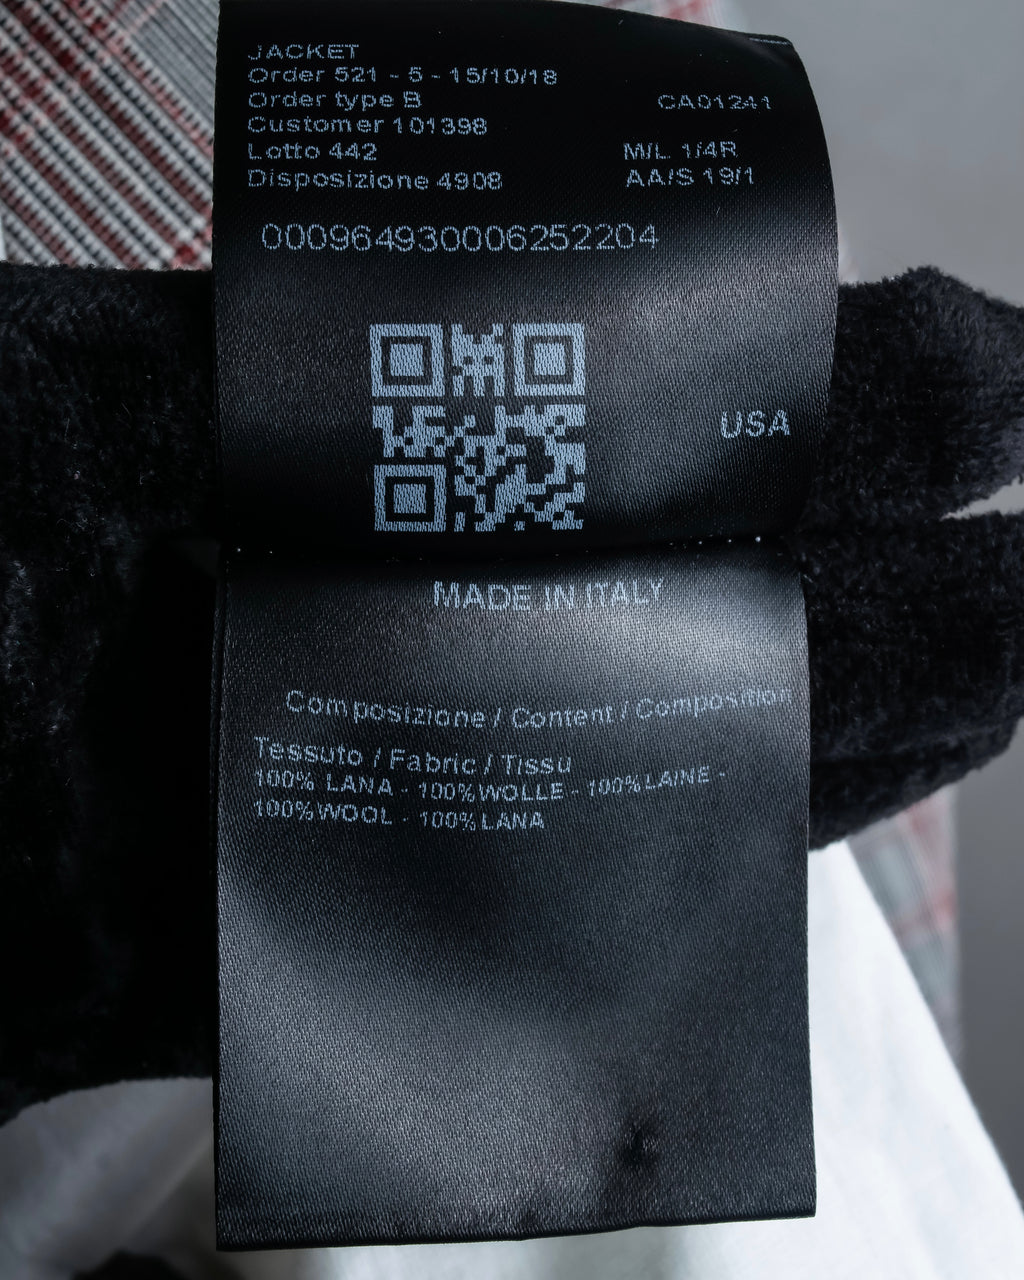 JACKET
Order 521 - 5 - 15/10/18
Order type B
CA01241
Customer 101398
Lotto 442
M/L 1/4R
Disposizione 4908
AA/S 19/1
000964930006252204
USA
MADE IN ITALY
Composizione / Content / Composition
Tessuto / Fabric / Tissu
100% LANA - 100%WOLLE - 100%LAINE -
100%WOOL - 100%LANA